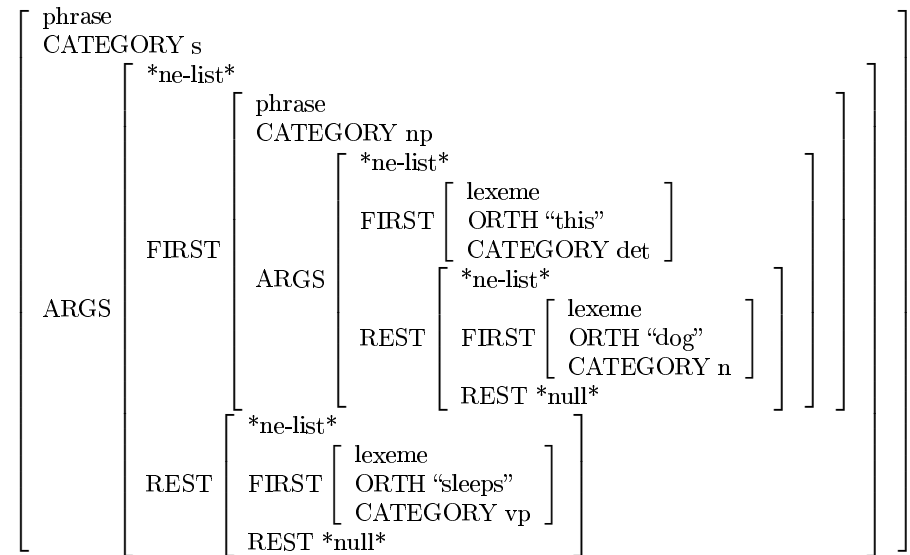 phrase
CATEGORY s
*ne-list*
phrase
CATEGORY np
*ne-list*
lexeme
FIRST ORTH “this”
CATEGORY det
FIRST
ARGS *ne-list*
lexeme
ARGS REST FIRST ORTH “dog”
CATEGORY n
REST *null*
*ne-list*
lexeme
REST FIRST ORTH “sleeps”
CATEGORY vp
REST *null*